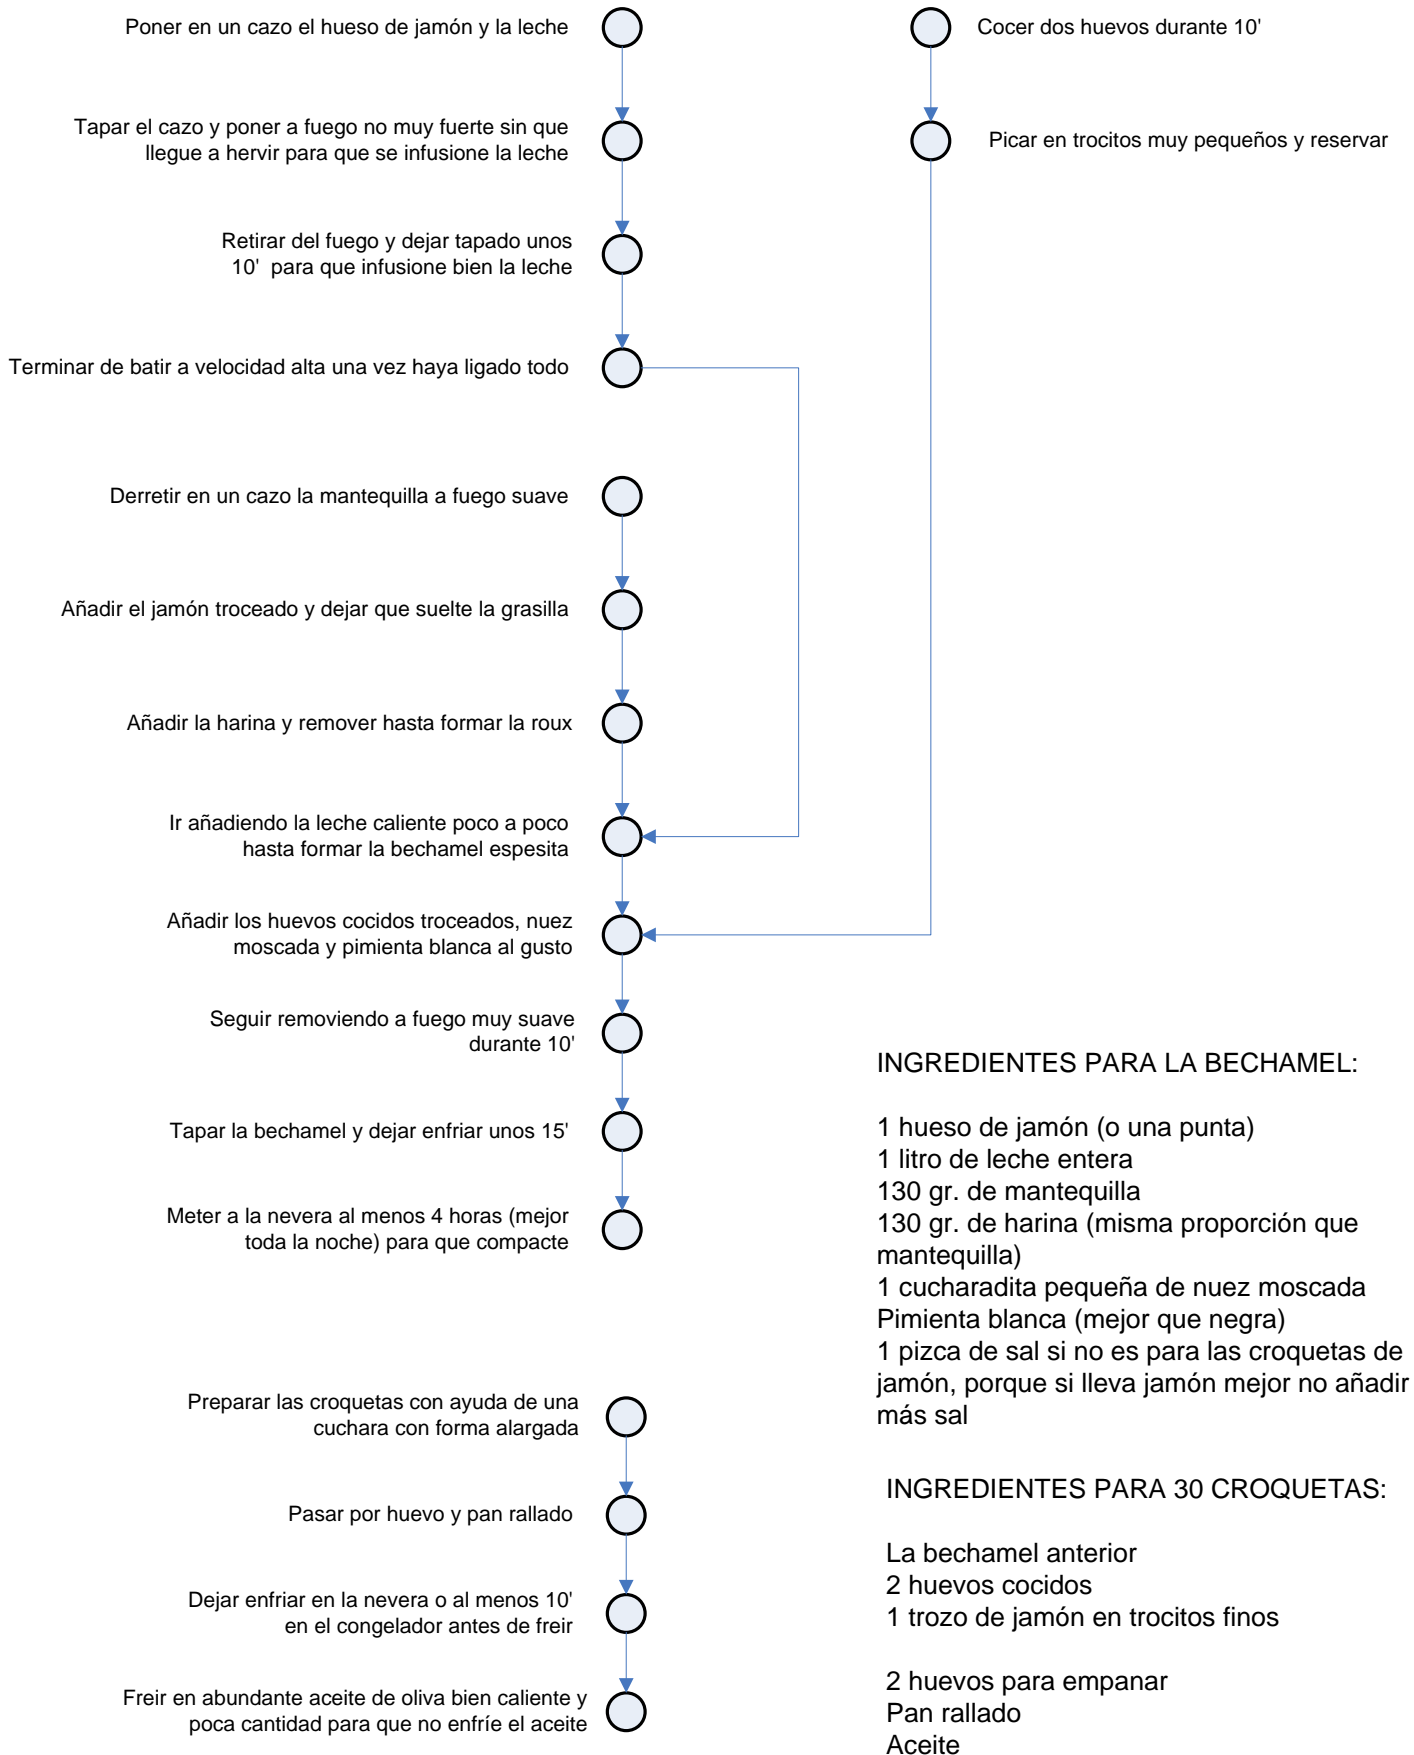 Poner en un cazo el hueso de jamón y la leche
Cocer dos huevos durante 10'
Tapar el cazo y poner a fuego no muy fuerte sin que
llegue a hervir para que se infusione la leche
Picar en trocitos muy pequeños y reservar
Retirar del fuego y dejar tapado unos
10'  para que infusione bien la leche
Terminar de batir a velocidad alta una vez haya ligado todo
Derretir en un cazo la mantequilla a fuego suave
Añadir el jamón troceado y dejar que suelte la grasilla
Añadir la harina y remover hasta formar la roux
Ir añadiendo la leche caliente poco a poco
hasta formar la bechamel espesita
Añadir los huevos cocidos troceados, nuez
moscada y pimienta blanca al gusto
Seguir removiendo a fuego muy suave
durante 10'
Tapar la bechamel y dejar enfriar unos 15'
Meter a la nevera al menos 4 horas (mejor
toda la noche) para que compacte
Preparar las croquetas con ayuda de una
cuchara con forma alargada
Pasar por huevo y pan rallado
Dejar enfriar en la nevera o al menos 10'
en el congelador antes de freir
Freir en abundante aceite de oliva bien caliente y
poca cantidad para que no enfríe el aceite
INGREDIENTES PARA LA BECHAMEL:
1 hueso de jamón (o una punta)
1 litro de leche entera
130 gr. de mantequilla
130 gr. de harina (misma proporción que
mantequilla)
1 cucharadita pequeña de nuez moscada
Pimienta blanca (mejor que negra)
1 pizca de sal si no es para las croquetas de
jamón, porque si lleva jamón mejor no añadir
más sal
INGREDIENTES PARA 30 CROQUETAS:
La bechamel anterior
2 huevos cocidos
1 trozo de jamón en trocitos finos
2 huevos para empanar
Pan rallado
Aceite